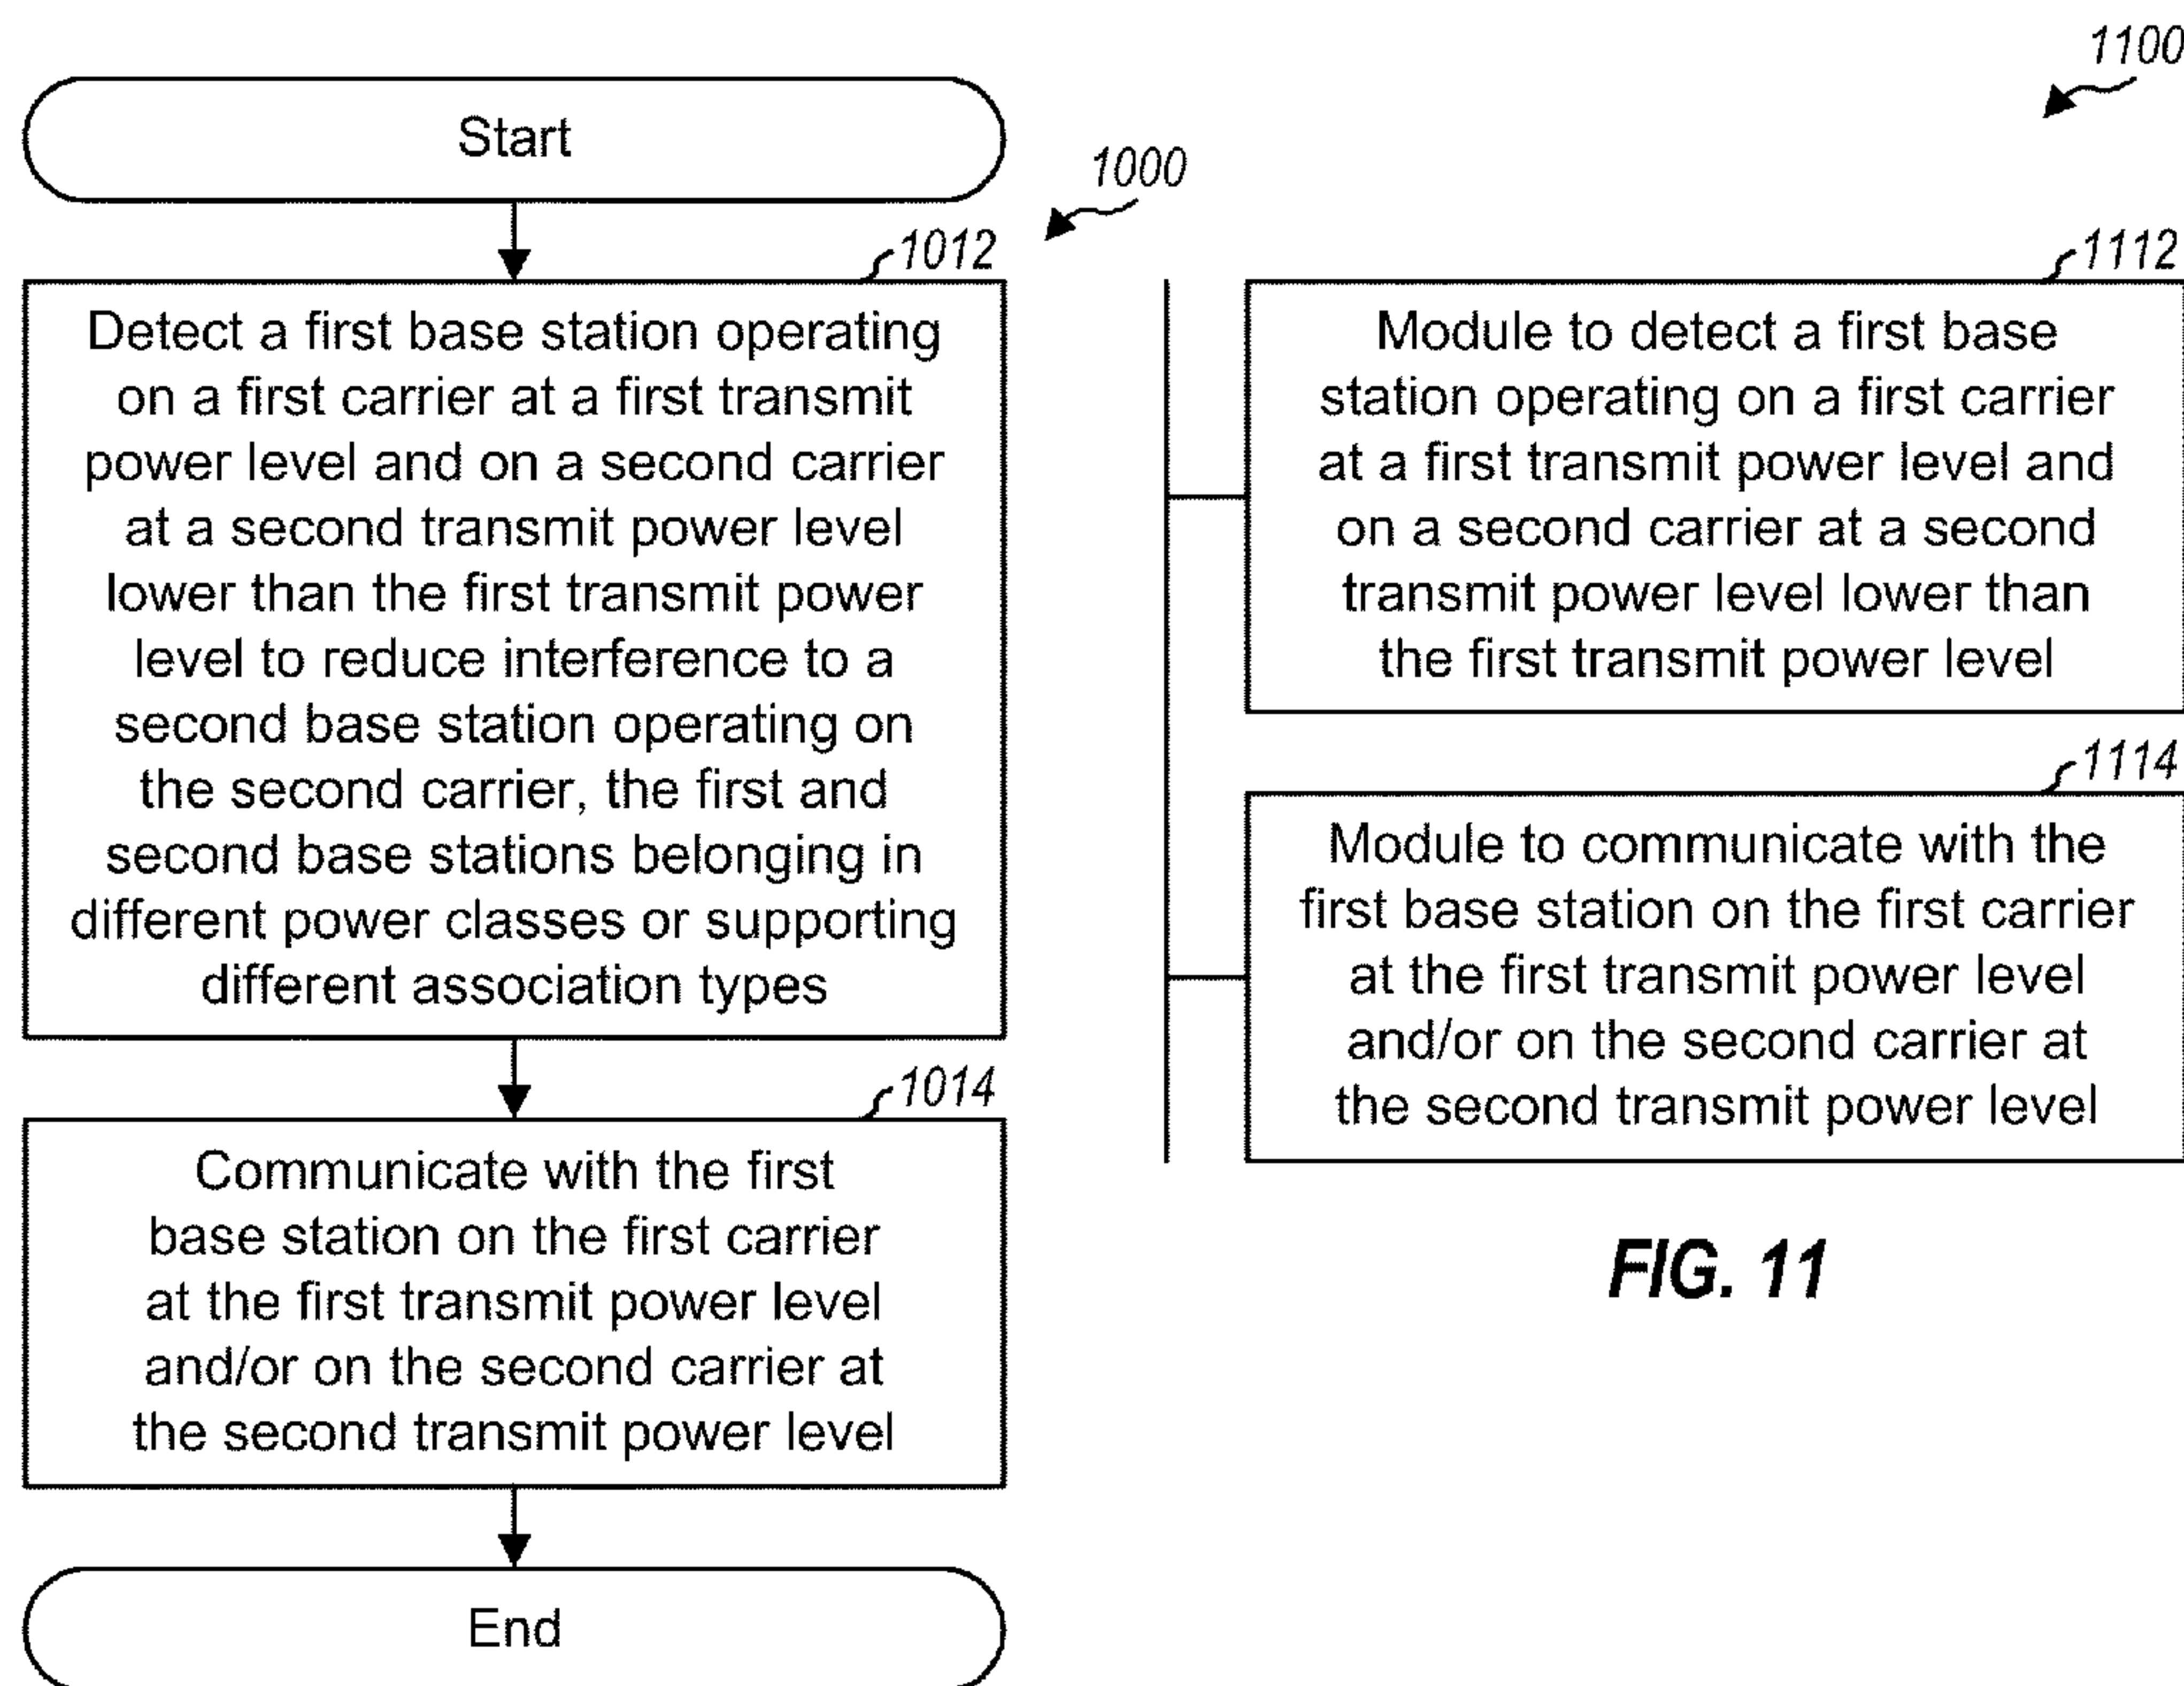 Start
1000
1012
Detect a first base station operating
on a first carrier at a first transmit
power level and on a second carrier
at a second transmit power level
lower than the first transmit power
level to reduce interference to a
second base station operating on
the second carrier, the first and
second base stations belonging in
different power classes or supporting
different association types
1014
Communicate with the first
base station on the first carrier
at the first transmit power level
and/or on the second carrier at
the second transmit power level
End
1100
1112
Module to detect a first base
station operating on a first carrier
at a first transmit power level and
on a second carrier at a second
transmit power level lower than
the first transmit power level
1114
Module to communicate with the
first base station on the first carrier
at the first transmit power level
and/or on the second carrier at
the second transmit power level
FIG. 11